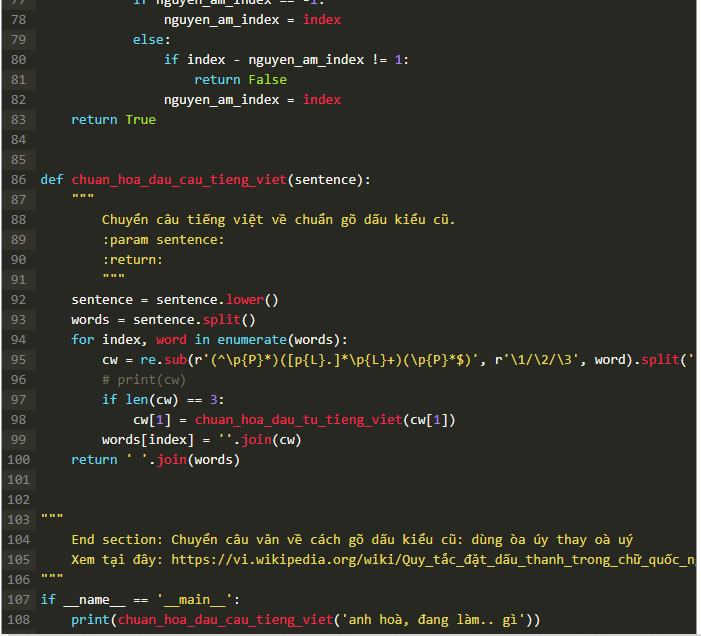 77 if nguyen_am_index == -1:
78 nguyen_am_index = index
79 else:
80 if index - nguyen_am_index != 1:
81 return False
82 nguyen_am_index = index
83 return True
84
85
86 def chuan_hoa_dau_cau_tieng_viet(sentence):
87 """
88 Chuyển câu tiếng việt về chuẩn gõ dấu kiểu cũ.
89 :param sentence:
90 :return:
91 """
92 sentence = sentence.lower()
93 words = sentence.split()
94 for index, word in enumerate(words):
95 cw = re.sub(r'(^\p{P}*)([p{L}.]*\p{L}+)(\p{P}*$)', r'\1/\2/\3', word).split('
96 # print(cw)
97 if len(cw) == 3:
98 cw[1] = chuan_hoa_dau_tu_tieng_viet(cw[1])
99 words[index] = ''.join(cw)
100 return ' '.join(words)
101
102
103 """
104 End section: Chuyển câu văn về cách gõ dấu kiểu cũ: dùng òa úy thay oà uý
105 Xem tại đây: https://vi.wikipedia.org/wiki/Quy_tắc_đặt_dấu_thanh_trong_chữ_quốc_n
106 """
107 if __name__ == '__main__':
108 print(chuan_hoa_dau_cau_tieng_viet('anh hoà, đang làm.. gì'))